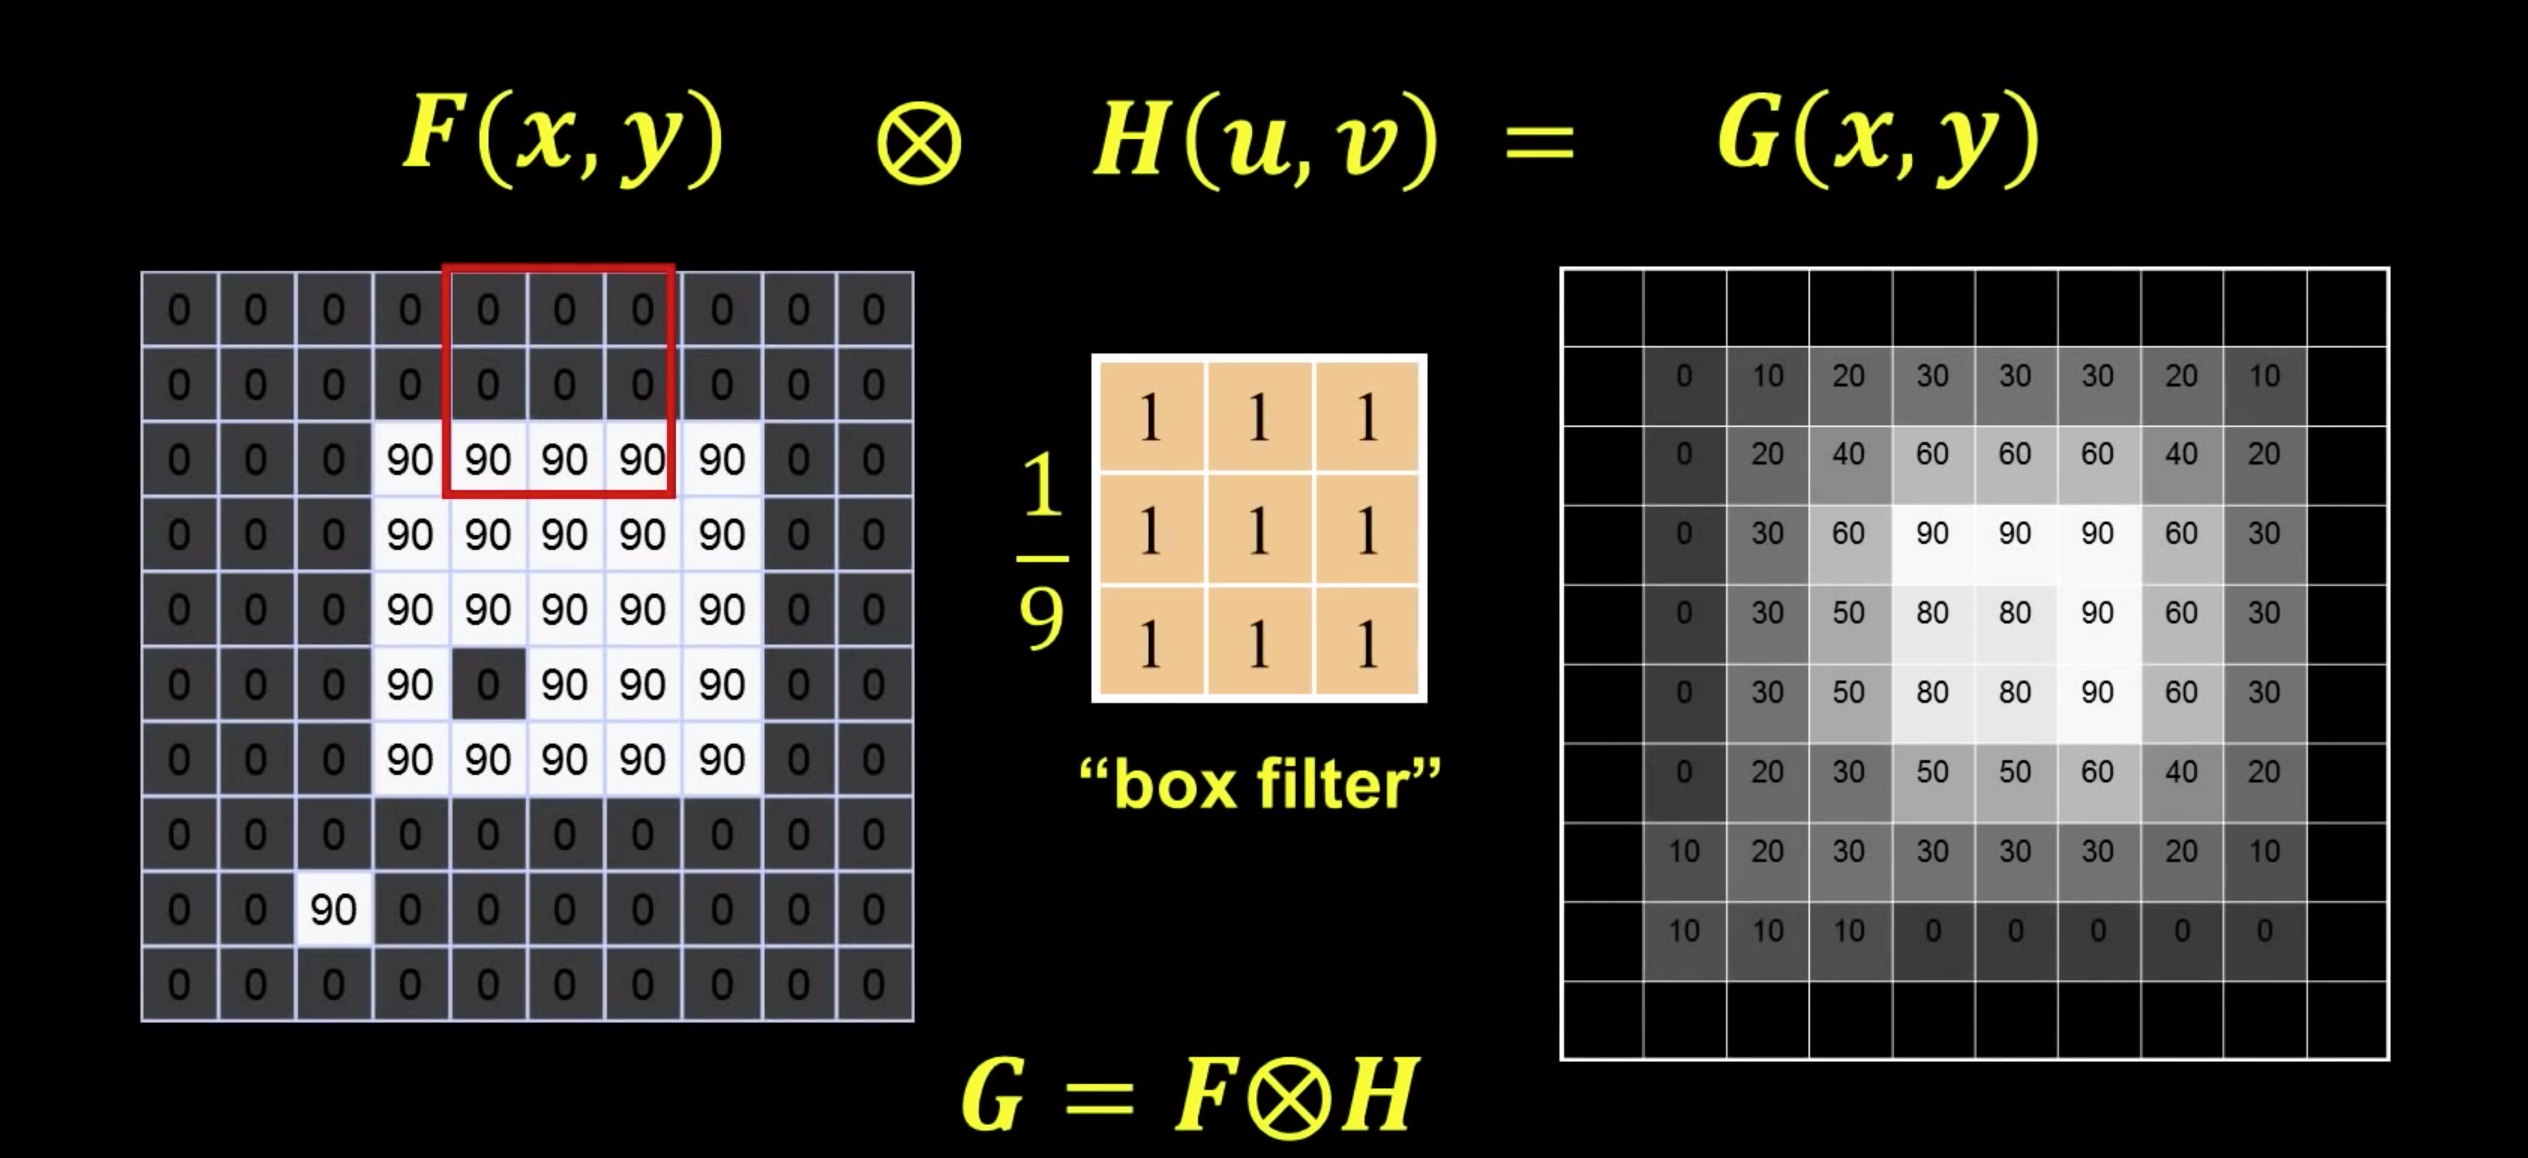 F(x, y) ⊗ H(u, v) = G(x, y)
0 0 0 0 0 0 0 0 0 0
0 0 0 0 0 0 0 0 0 0
0 0 0 90 90 90 90 90 0 0
0 0 0 90 90 90 90 90 0 0
0 0 0 90 90 90 90 90 0 0
0 0 0 90 0 90 90 90 0 0
0 0 0 90 90 90 90 90 0 0
0 0 0 0 0 0 0 0 0 0
0 0 90 0 0 0 0 0 0 0
0 0 0 0 0 0 0 0 0 0
1
9
1 1 1
1 1 1
1 1 1
“box filter”
0 10 20 30 30 30 20 10
0 20 40 60 60 60 40 20
0 30 60 90 90 90 60 30
0 30 50 80 80 90 60 30
0 30 50 80 80 90 60 30
0 20 30 50 50 60 40 20
10 20 30 30 30 30 20 10
10 10 10 0 0 0 0 0
G = F⊗H